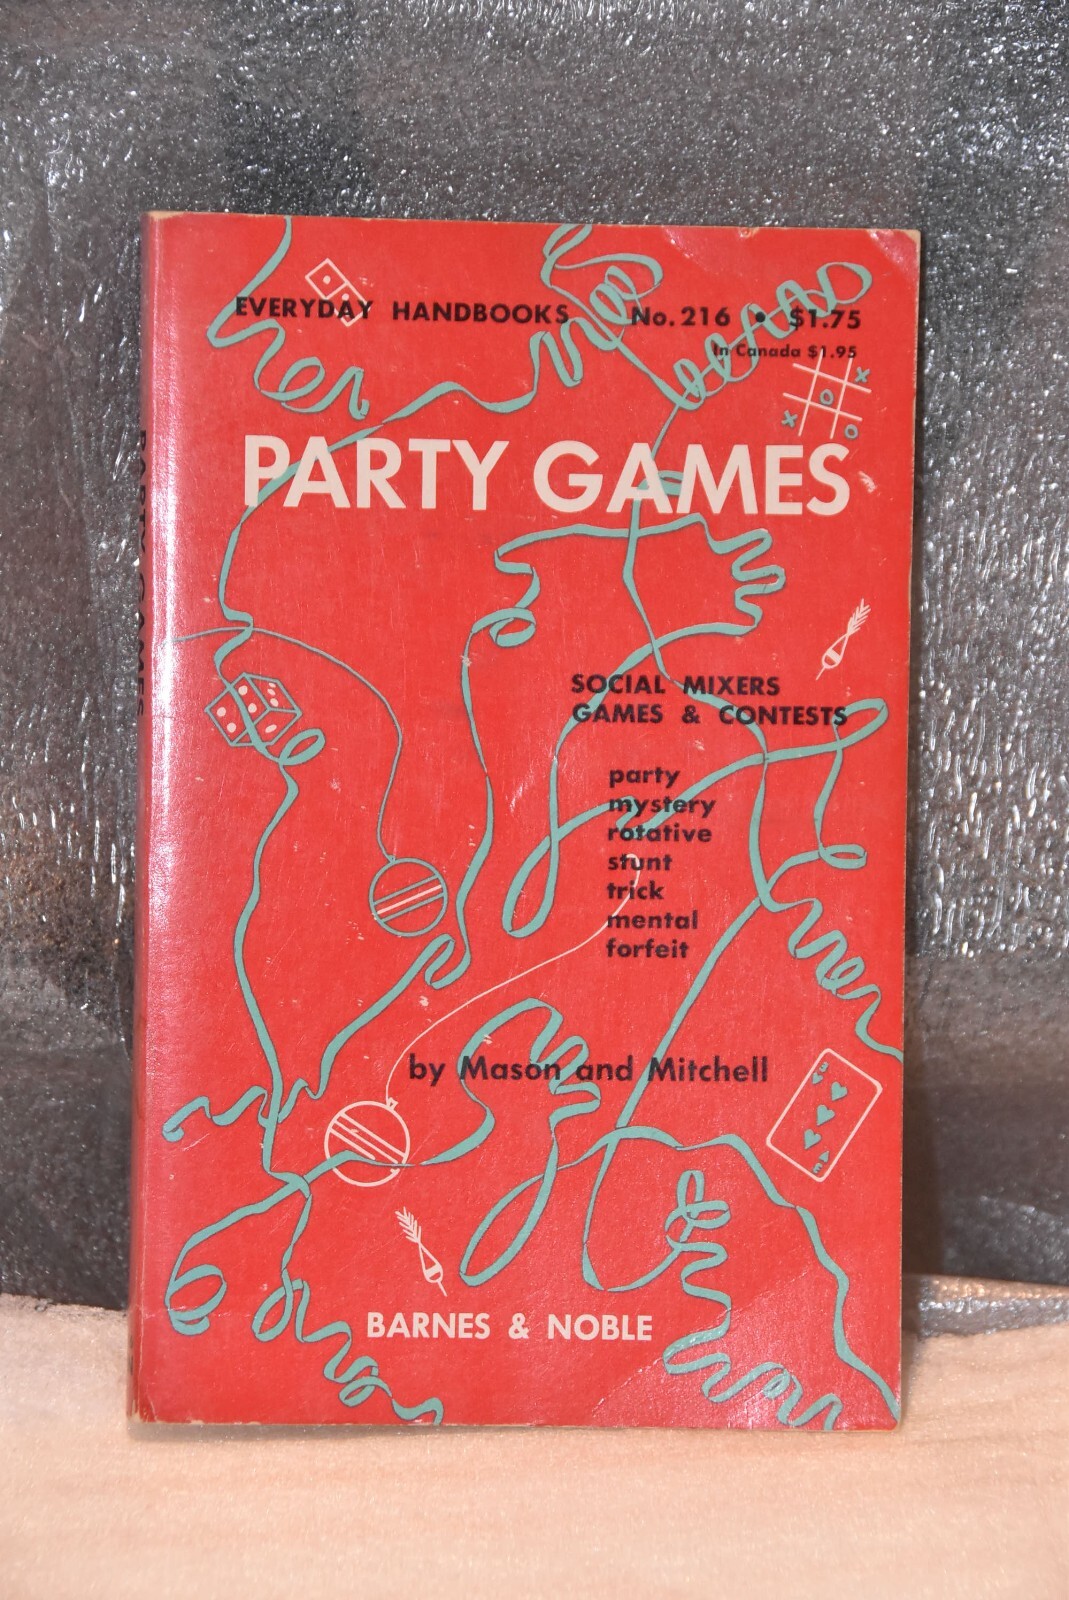 EVERYDAY HANDBOOKS No. 216 • $1.75
In Canada $1.95
X
O
X
O
PARTY GAMES
SOCIAL MIXERS
GAMES & CONTESTS
party
mystery
rotative
stunt
trick
mental
forfeit
by Mason and Mitchell
BARNES & NOBLE
PARTY GAMES